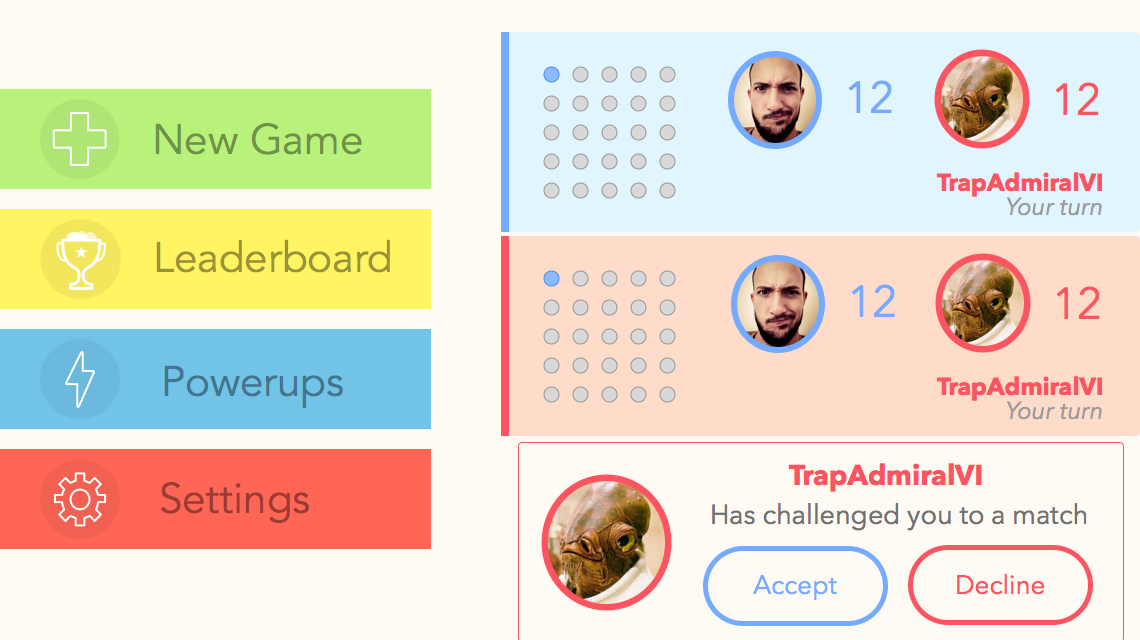 New Game
Leaderboard
Powerups
Settings
12 12
TrapAdmiralVI
Your turn
12 12
TrapAdmiralVI
Your turn
TrapAdmiralVI
Has challenged you to a match
Accept Decline